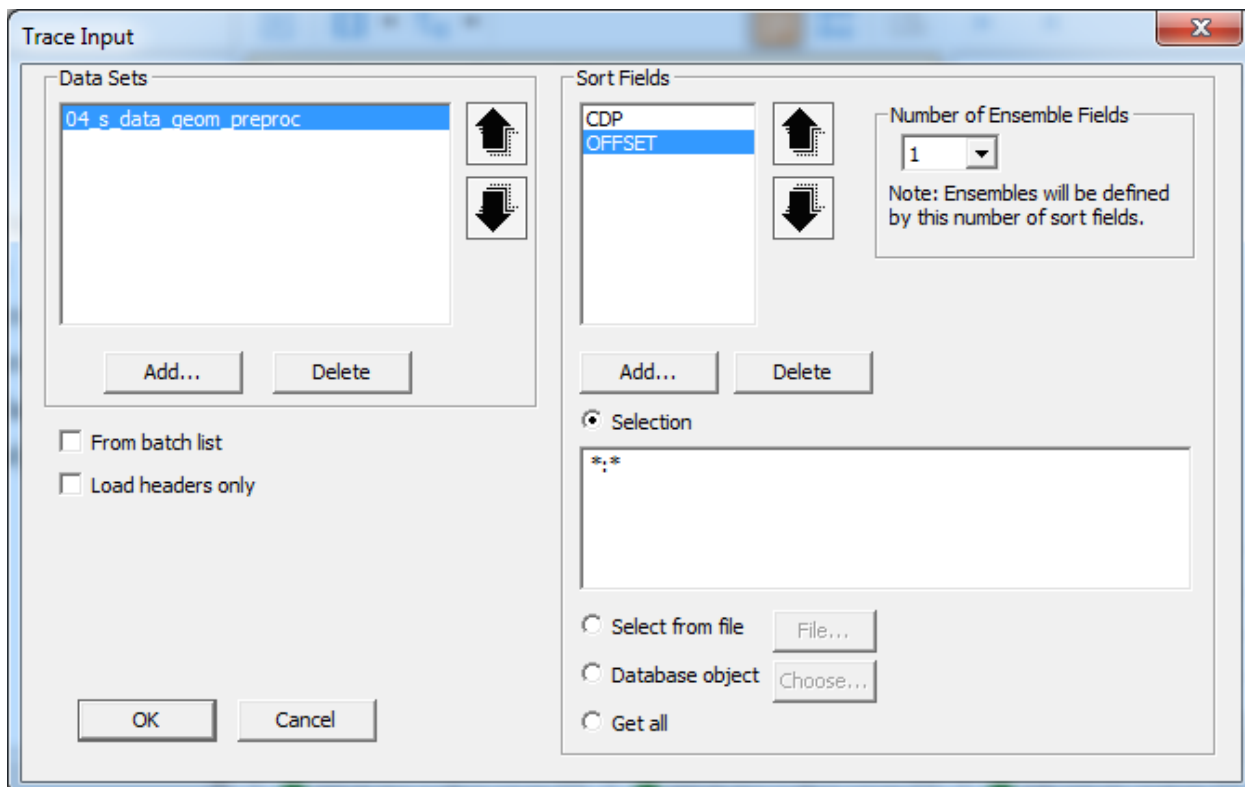 Trace Input
Data Sets
04_s_data_geom_preproc
Add...
Delete
From batch list
Load headers only
OK
Cancel
Sort Fields
CDP
OFFSET
Number of Ensemble Fields
1
Note: Ensembles will be defined
by this number of sort fields.
Add...
Delete
Selection
*:*
Select from file
File...
Database object
Choose...
Get all